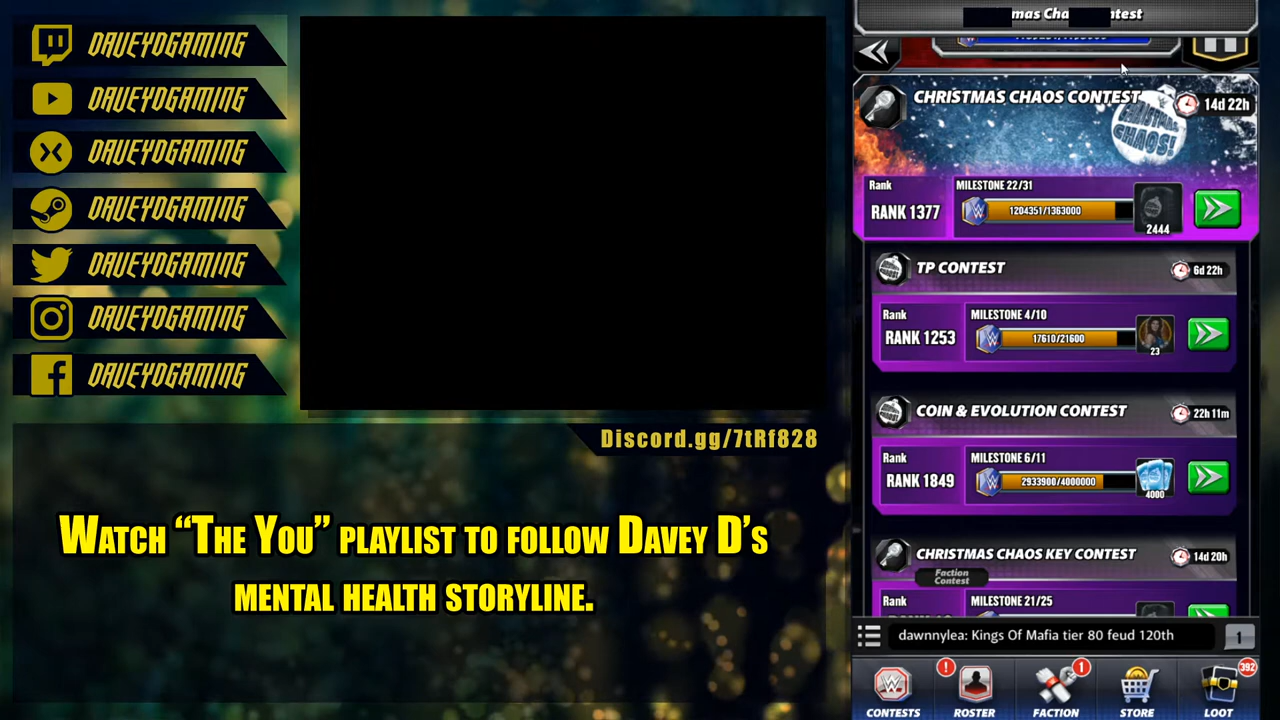 DAVEYDGAMING
DAVEYDGAMING
DAVEYDGAMING
DAVEYDGAMING
DAVEYDGAMING
DAVEYDGAMING
DAVEYDGAMING
Discord.gg/7tRf828
WATCH “THE YOU” PLAYLIST TO FOLLOW DAVEY D’S
MENTAL HEALTH STORYLINE.
CHRISTMAS CHAOS CONTEST
14d 22h
CHRISTMAS CHAOS!
Rank
MILESTONE 22/31
RANK 1377
1204351/1363000
2444
TP CONTEST
6d 22h
Rank
MILESTONE 4/10
RANK 1253
17610/21600
23
COIN & EVOLUTION CONTEST
22h 11m
Rank
MILESTONE 6/11
RANK 1849
2933900/4000000
4000
CHRISTMAS CHAOS KEY CONTEST
14d 20h
Faction
Contest
Rank
MILESTONE 21/25
dawnnylea: Kings Of Mafia tier 80 feud 120th
1
!
1
392
CONTESTS
ROSTER
FACTION
STORE
LOOT